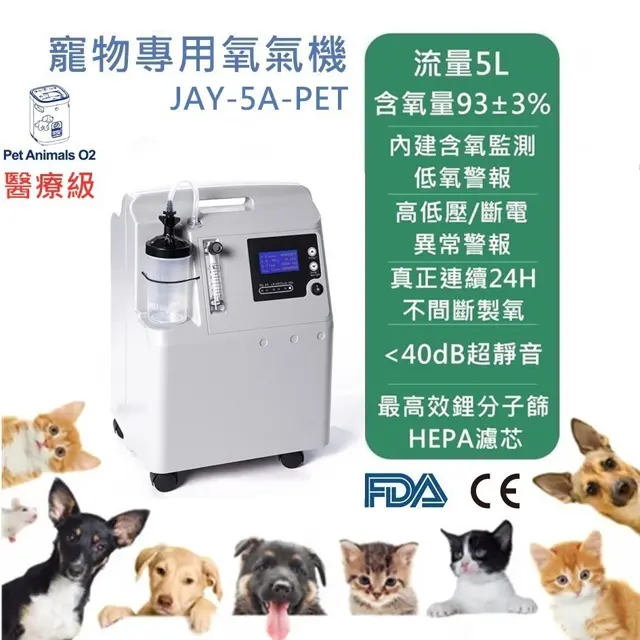 寵物專用氧氣機
JAY-5A-PET
Pet Animals O2
醫療級
流量5L
含氧量93±3%
內建含氧監測
低氧警報
高低壓/斷電
異常警報
真正連續24H
不間斷製氧
<40dB超靜音
最高效鋰分子篩
HEPA濾芯
FDA CE